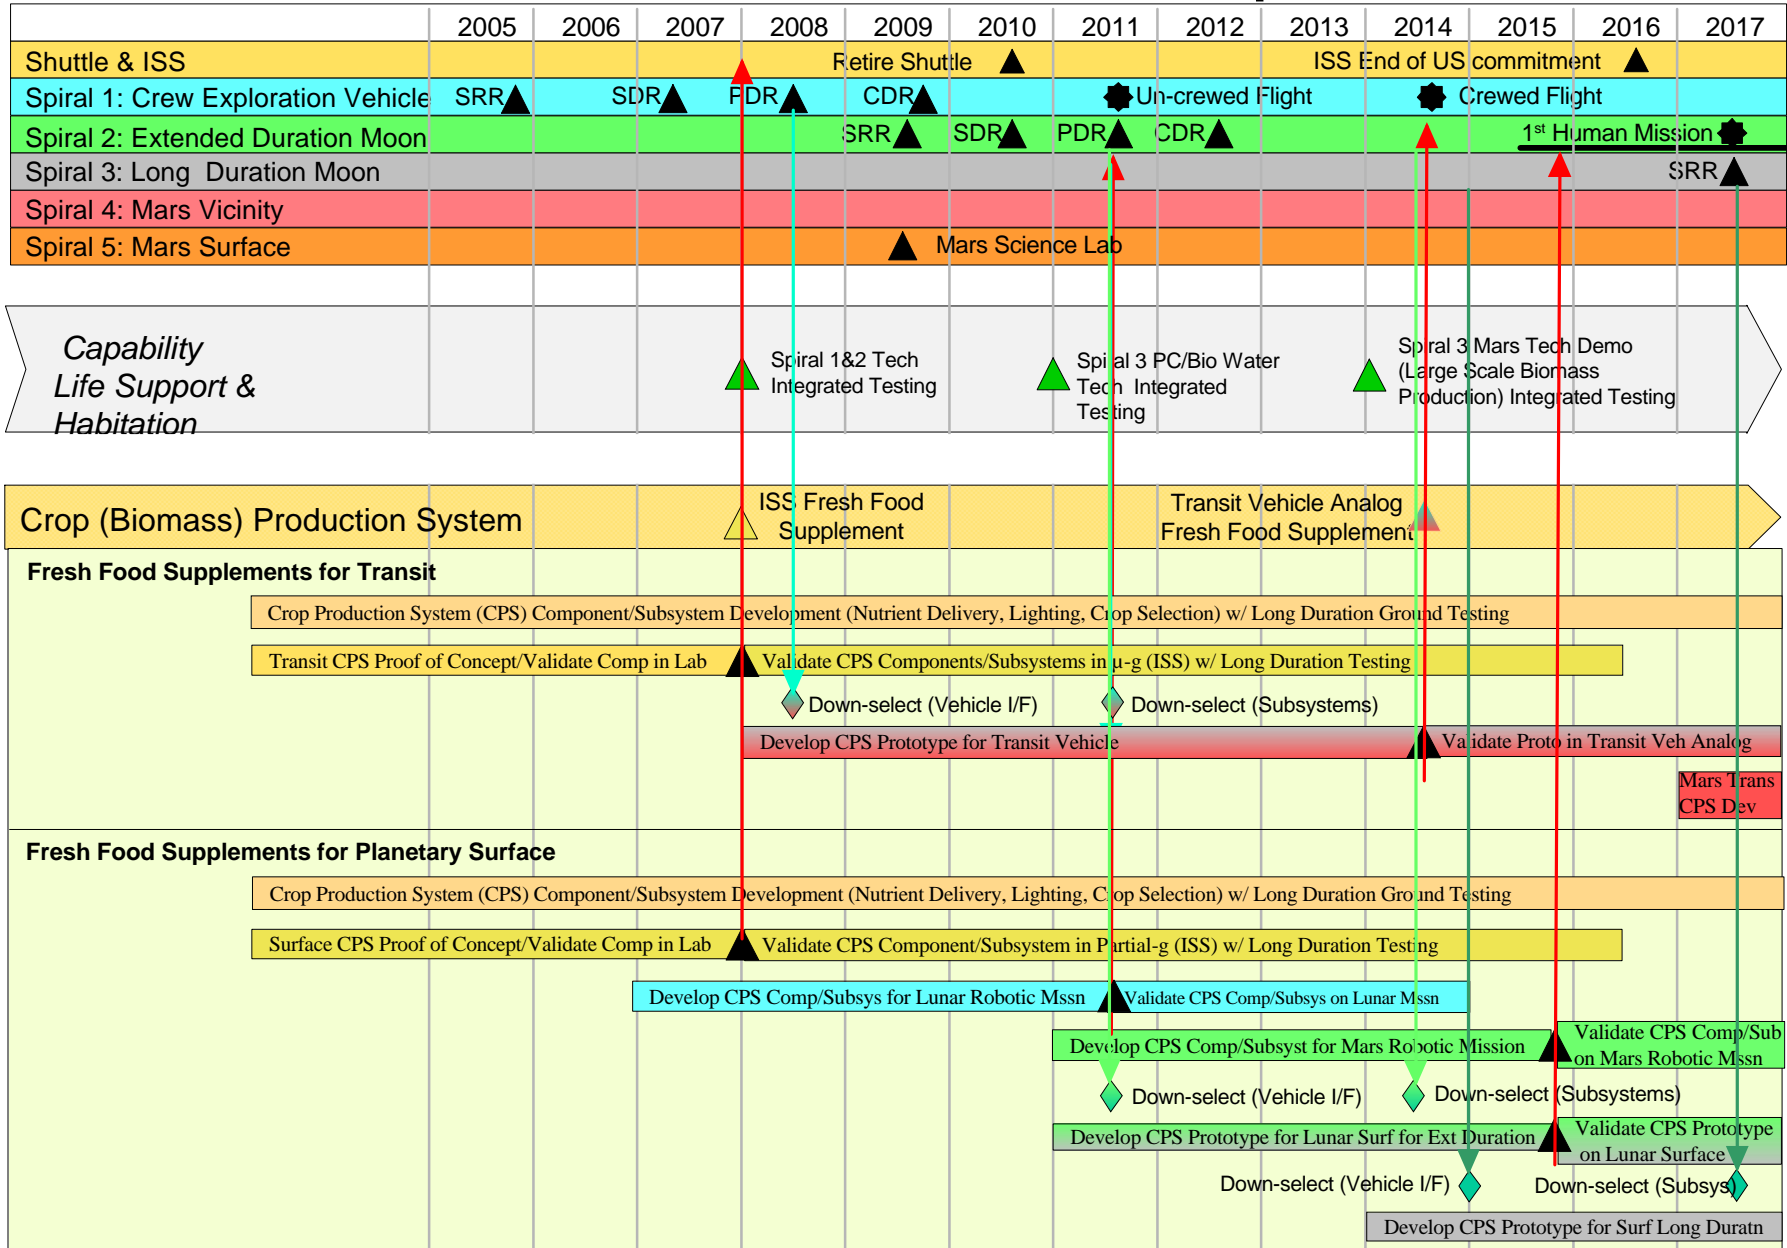 2005 2006 2007 2008 2009 2010 2011 2012 2013 2014 2015 2016 2017
Shuttle & ISS Retire Shuttle ISS End of US commitment
Spiral 1: Crew Exploration Vehicle SRR SDR PDR CDR Un-crewed Flight Crewed Flight
Spiral 2: Extended Duration Moon SRR SDR PDR CDR 1st Human Mission
Spiral 3: Long Duration Moon SRR
Spiral 4: Mars Vicinity
Spiral 5: Mars Surface Mars Science Lab
Capability
Life Support &
Habitation
Spiral 1&2 Tech
Integrated Testing
Spiral 3 PC/Bio Water
Tech Integrated
Testing
Spiral 3 Mars Tech Demo
(Large Scale Biomass
Production) Integrated Testing
Crop (Biomass) Production System
ISS Fresh Food
Supplement
Transit Vehicle Analog
Fresh Food Supplement
Fresh Food Supplements for Transit
Crop Production System (CPS) Component/Subsystem Development (Nutrient Delivery, Lighting, Crop Selection) w/ Long Duration Ground Testing
Transit CPS Proof of Concept/Validate Comp in Lab Validate CPS Components/Subsystems in µ-g (ISS) w/ Long Duration Testing
Down-select (Vehicle I/F) Down-select (Subsystems)
Develop CPS Prototype for Transit Vehicle Validate Proto in Transit Veh Analog
Mars Trans
CPS Dev
Fresh Food Supplements for Planetary Surface
Crop Production System (CPS) Component/Subsystem Development (Nutrient Delivery, Lighting, Crop Selection) w/ Long Duration Ground Testing
Surface CPS Proof of Concept/Validate Comp in Lab Validate CPS Component/Subsystem in Partial-g (ISS) w/ Long Duration Testing
Develop CPS Comp/Subsys for Lunar Robotic Mssn Validate CPS Comp/Subsys on Lunar Mssn
Develop CPS Comp/Subsyst for Mars Robotic Mission
Validate CPS Comp/Sub
on Mars Robotic Mssn
Down-select (Vehicle I/F) Down-select (Subsystems)
Develop CPS Prototype for Lunar Surf for Ext Duration
Validate CPS Prototype
on Lunar Surface
Down-select (Vehicle I/F) Down-select (Subsys)
Develop CPS Prototype for Surf Long Duratn